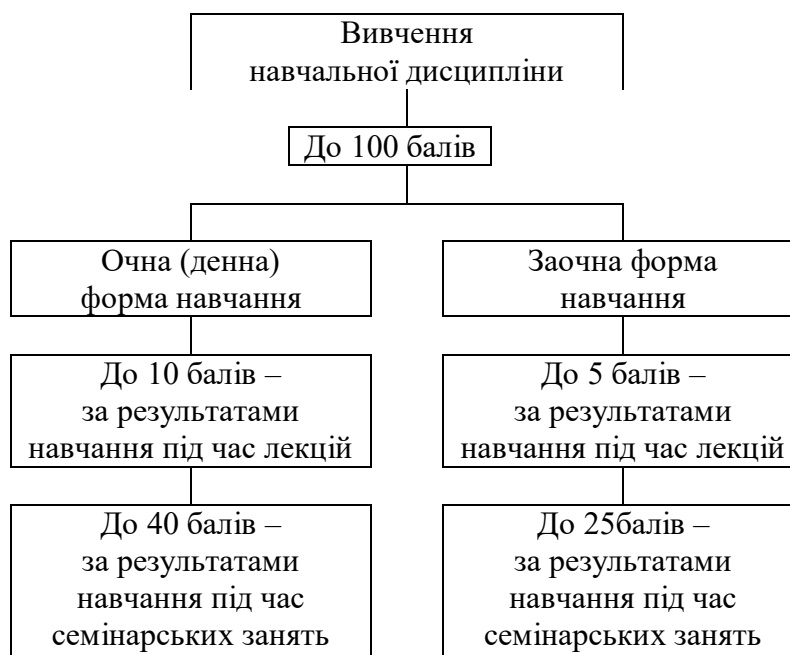 Вивчення
навчальної дисципліни
До 100 балів
Очна (денна)
форма навчання
Заочна форма
навчання
До 10 балів –
за результатами
навчання під час лекцій
До 5 балів –
за результатами
навчання під час лекцій
До 40 балів –
за результатами
навчання під час
семінарських занять
До 25балів –
за результатами
навчання під час
семінарських занять